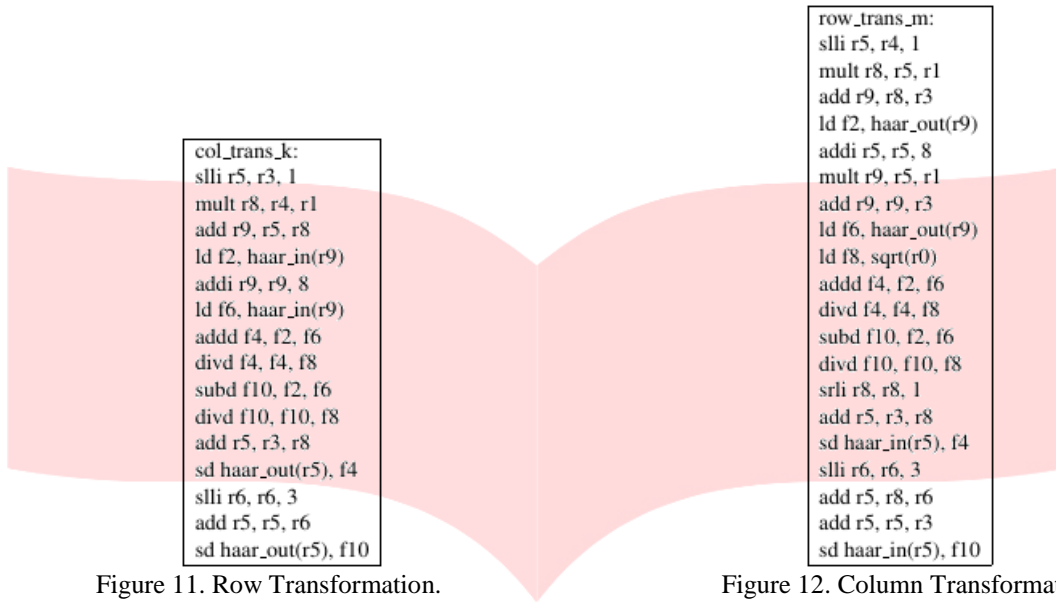 col_trans_k:
slli r5, r3, 1
mult r8, r4, r1
add r9, r5, r8
ld f2, haar_in(r9)
addi r9, r9, 8
ld f6, haar_in(r9)
addd f4, f2, f6
divd f4, f4, f8
subd f10, f2, f6
divd f10, f10, f8
add r5, r3, r8
sd haar_out(r5), f4
slli r6, r6, 3
add r5, r5, r6
sd haar_out(r5), f10
Figure 11. Row Transformation.
row_trans_m:
slli r5, r4, 1
mult r8, r5, r1
add r9, r8, r3
ld f2, haar_out(r9)
addi r5, r5, 8
mult r9, r5, r1
add r9, r9, r3
ld f6, haar_out(r9)
ld f8, sqrt(r0)
addd f4, f2, f6
divd f4, f4, f8
subd f10, f2, f6
divd f10, f10, f8
srli r8, r8, 1
add r5, r3, r8
sd haar_in(r5), f4
slli r6, r6, 3
add r5, r8, r6
add r5, r5, r3
sd haar_in(r5), f10
Figure 12. Column Transforma